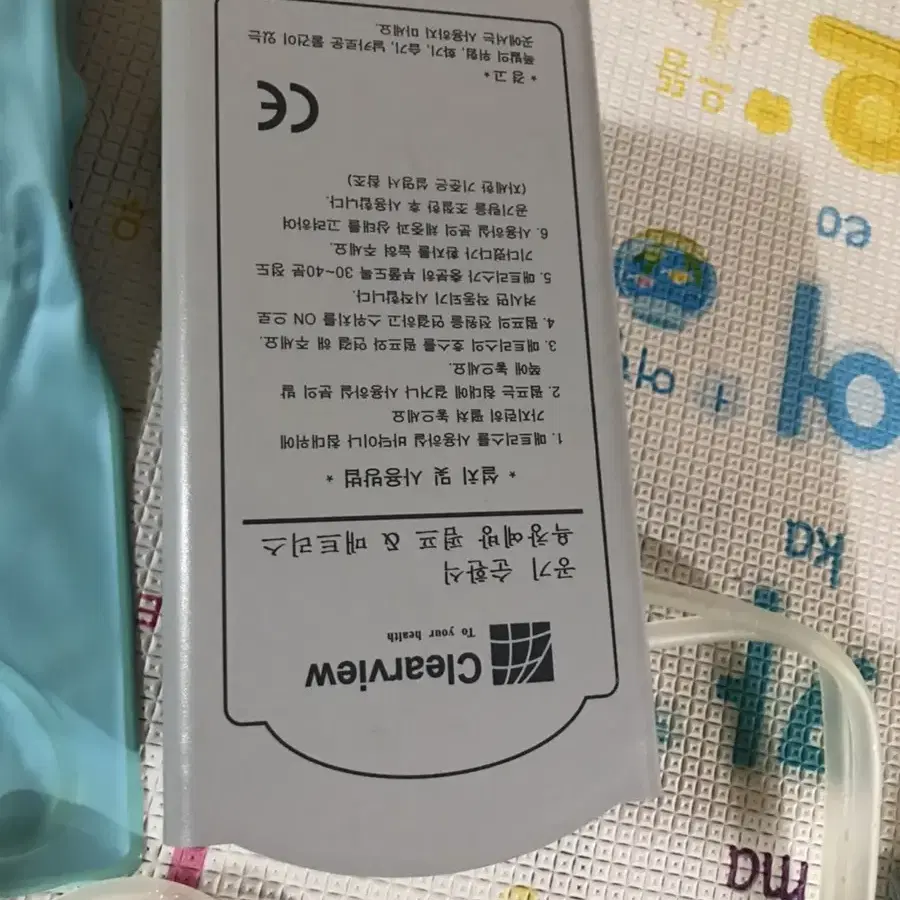 Clearview
To your health
공기 순환식
욕창예방 펌프 & 매트리스
* 설치 및 사용방법 *
1. 매트리스를 사용하실 바닥이나 침대위에
가지런히 펼쳐 놓으세요
2. 펌프는 침대에 걸거나 사용하실 분의 발
쪽에 놓으세요.
3. 매트리스의 호스를 펌프와 연결 해 주세요.
4. 펌프의 전원을 연결하고 스위치를 ON 으로
켜시면 작동되기 시작합니다.
5. 매트리스가 충분히 부풀도록 30~40분 정도
기다렸다가 환자를 눕혀 주세요.
6. 사용하실 분의 체중과 상태를 고려하여
공기량을 조절한 후 사용합니다.
(자세한 기준은 설명서 참조)
CE
* 경고 *
폭발의 위험, 화기, 습기, 날카로운 물건이 있는
곳에서는 사용하지 마세요.
으뜸
eo
어
ka
카
ma